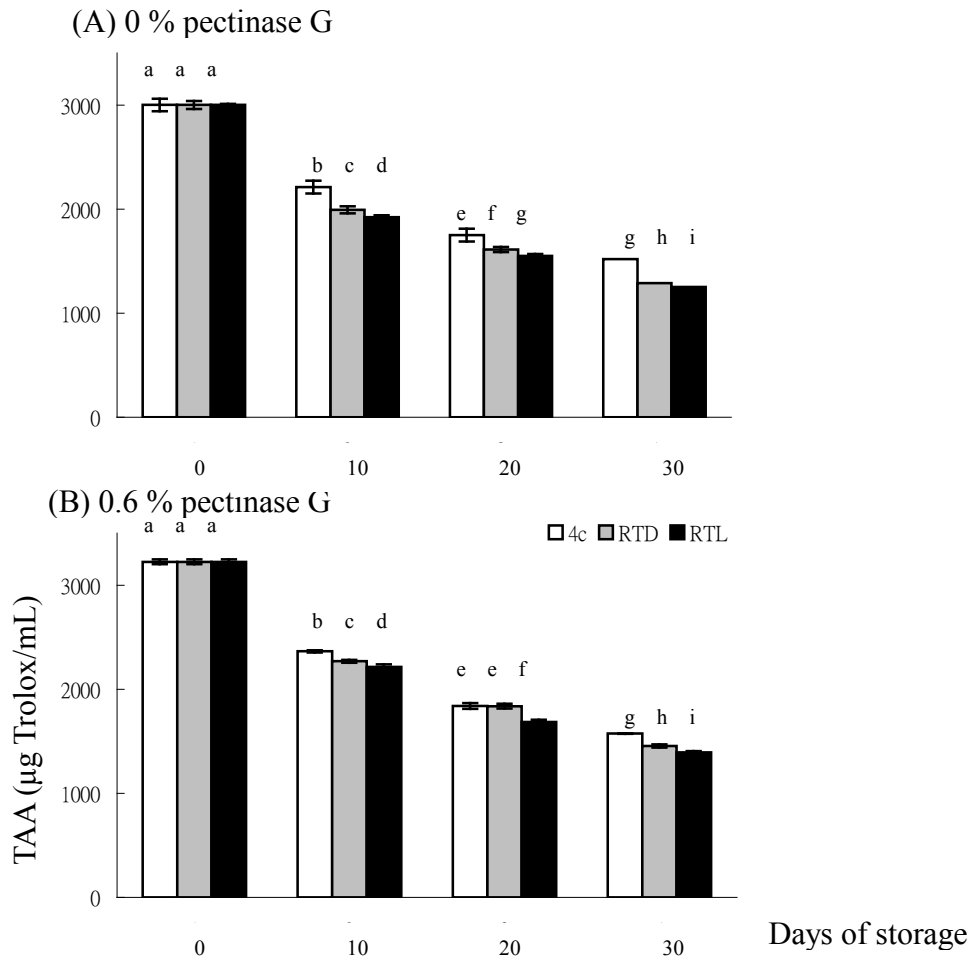 (A) 0 % pectinase G
a a a
3000
b c d
2000
e f g
g h i
1000
0
0 10 20 30
(B) 0.6 % pectinase G
a a a
4c RTD RTL
3000
b c d
e e f
2000
g h i
1000
0
TAA (µg Trolox/mL)
0 10 20 30
Days of storage